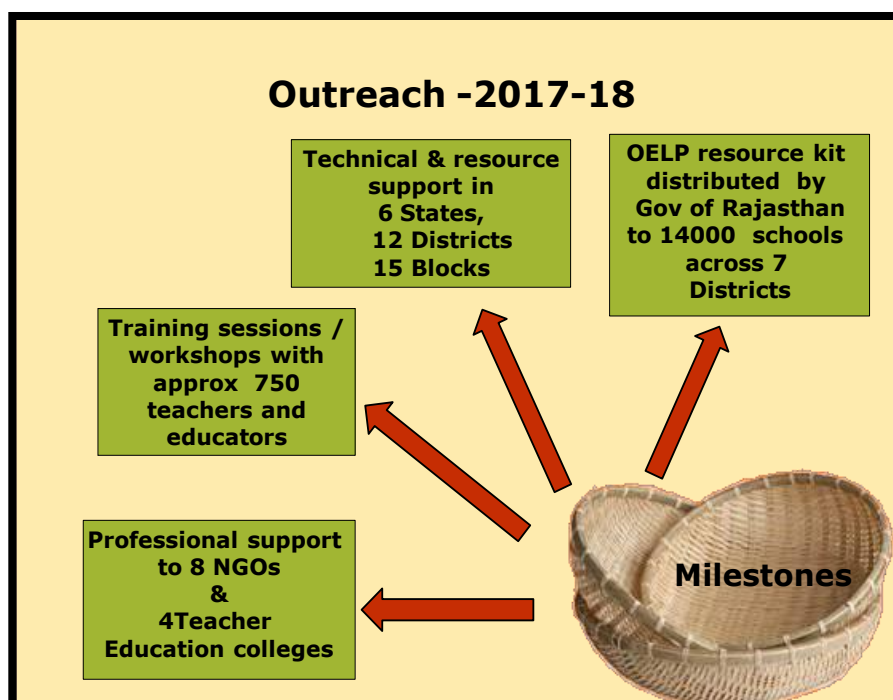 Outreach -2017-18
Technical & resource
support in
6 States,
12 Districts
15 Blocks
OELP resource kit
distributed by
Gov of Rajasthan
to 14000 schools
across 7
Districts
Training sessions /
workshops with
approx 750
teachers and
educators
Professional support
to 8 NGOs
&
4Teacher
Education colleges
Milestones